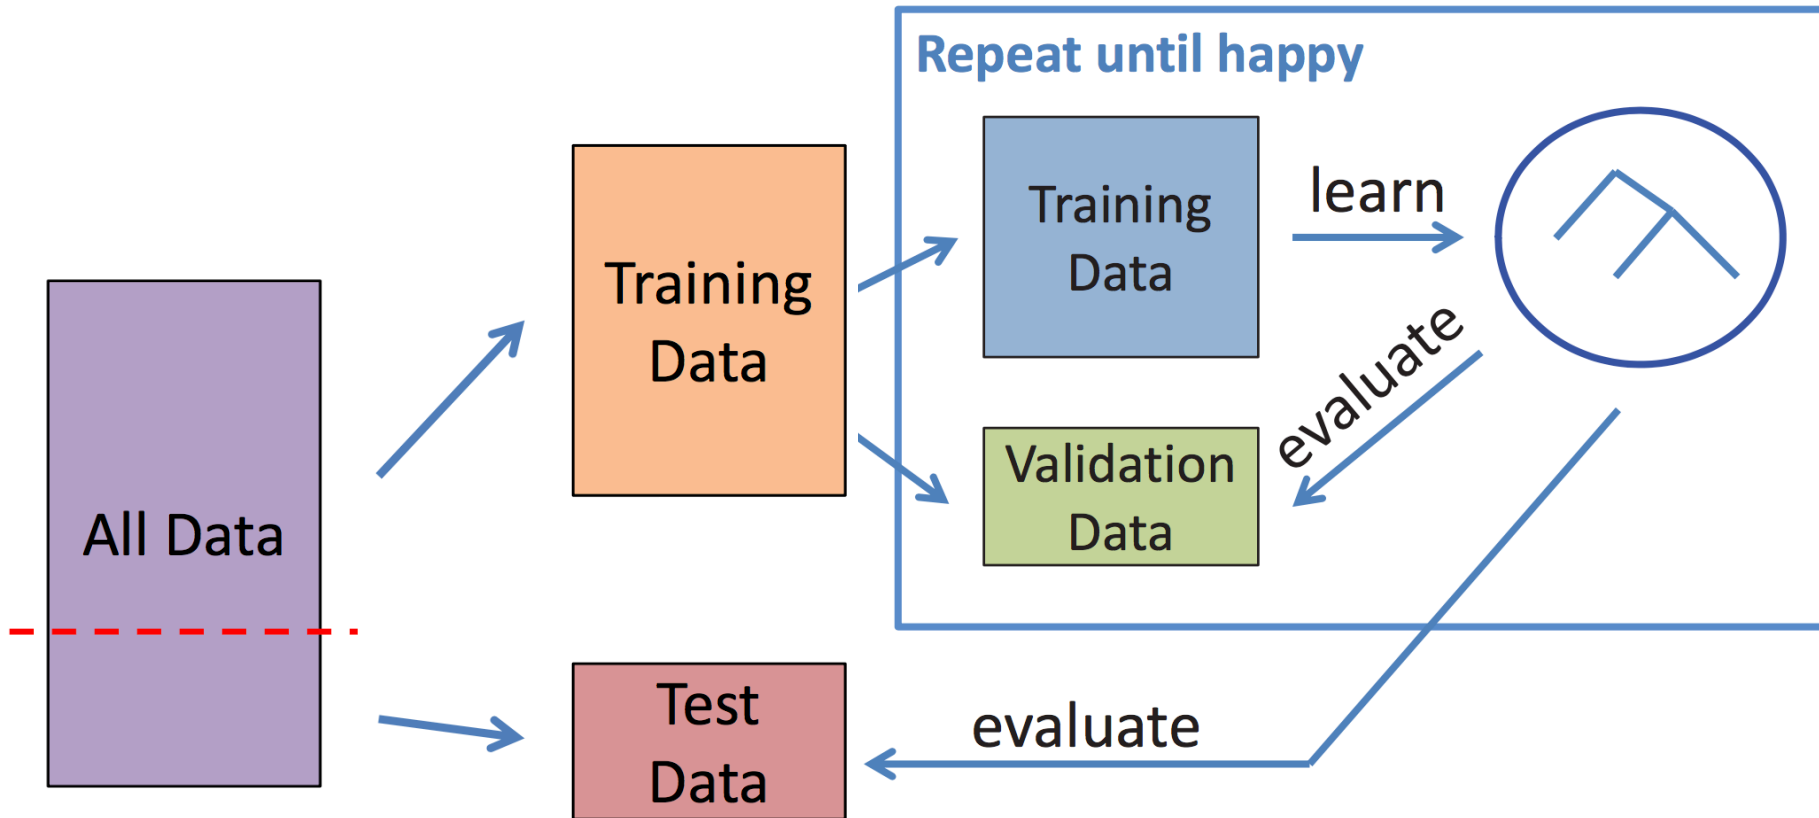 Repeat until happy
Training
Data
learn
Training
Data
evaluate
Validation
Data
All Data
Test
Data
evaluate